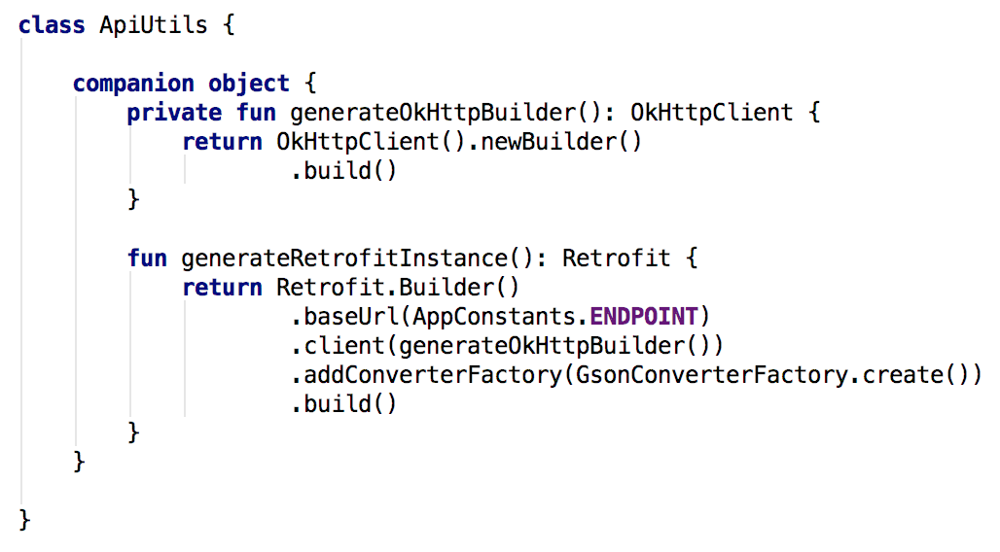 class ApiUtils {
companion object {
private fun generateOkHttpBuilder(): OkHttpClient {
return OkHttpClient().newBuilder()
.build()
}
fun generateRetrofitInstance(): Retrofit {
return Retrofit.Builder()
.baseUrl(AppConstants.ENDPOINT)
.client(generateOkHttpBuilder())
.addConverterFactory(GsonConverterFactory.create())
.build()
}
}
}